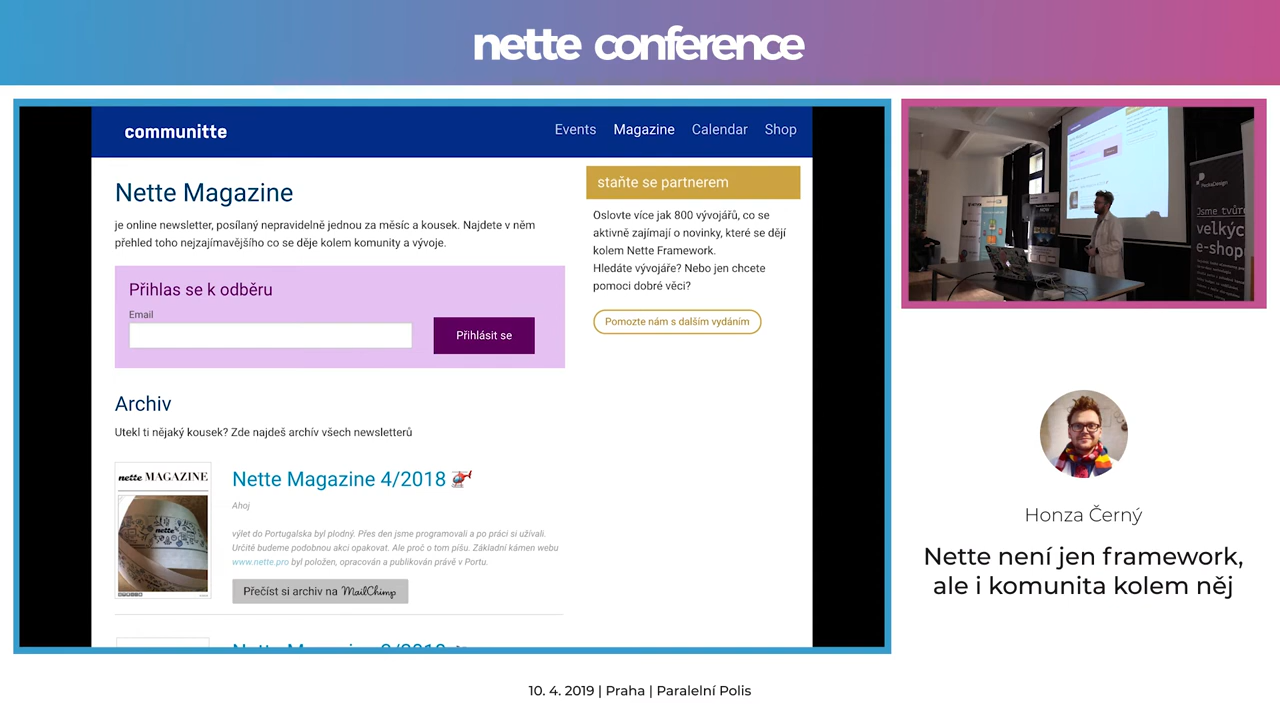 nette conference
communitte
Events Magazine Calendar Shop
Nette Magazine
je online newsletter, posílaný nepravidelně jednou za měsíc a kousek. Najdete v něm
přehled toho nejzajímavějšího co se děje kolem komunity a vývoje.
Přihlas se k odběru
Email
Přihlásit se
Archiv
Utekl ti nějaký kousek? Zde najdeš archív všech newsletterů
nette MAGAZINE
nette
Nette Magazine 4/2018
Ahoj
výlet do Portugalska byl plodný. Přes den jsme programovali a po práci si užívali.
Určitě budeme podobnou akci opakovat. Ale proč o tom píšu. Základní kámen webu
www.nette.pro byl položen, opracován a publikován právě v Portu.
Přečíst si archiv na MailChimp
staňte se partnerem
Oslovte více jak 800 vývojářů, co se
aktivně zajímají o novinky, které se dějí
kolem Nette Framework.
Hledáte vývojáře? Nebo jen chcete
pomoci dobré věci?
Pomozte nám s dalším vydáním
Jsme tvůrc
velkýc
e-shop
Honza Černý
Nette není jen framework,
ale i komunita kolem něj
10. 4. 2019 | Praha | Paralelní Polis